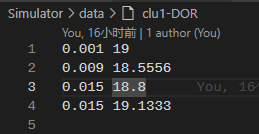 Simulator > data > clu1-DOR
You, 16小时前 | 1 author (You)
1 0.001 19
2 0.009 18.5556
3 0.015 18.8 You, 16
4 0.015 19.1333